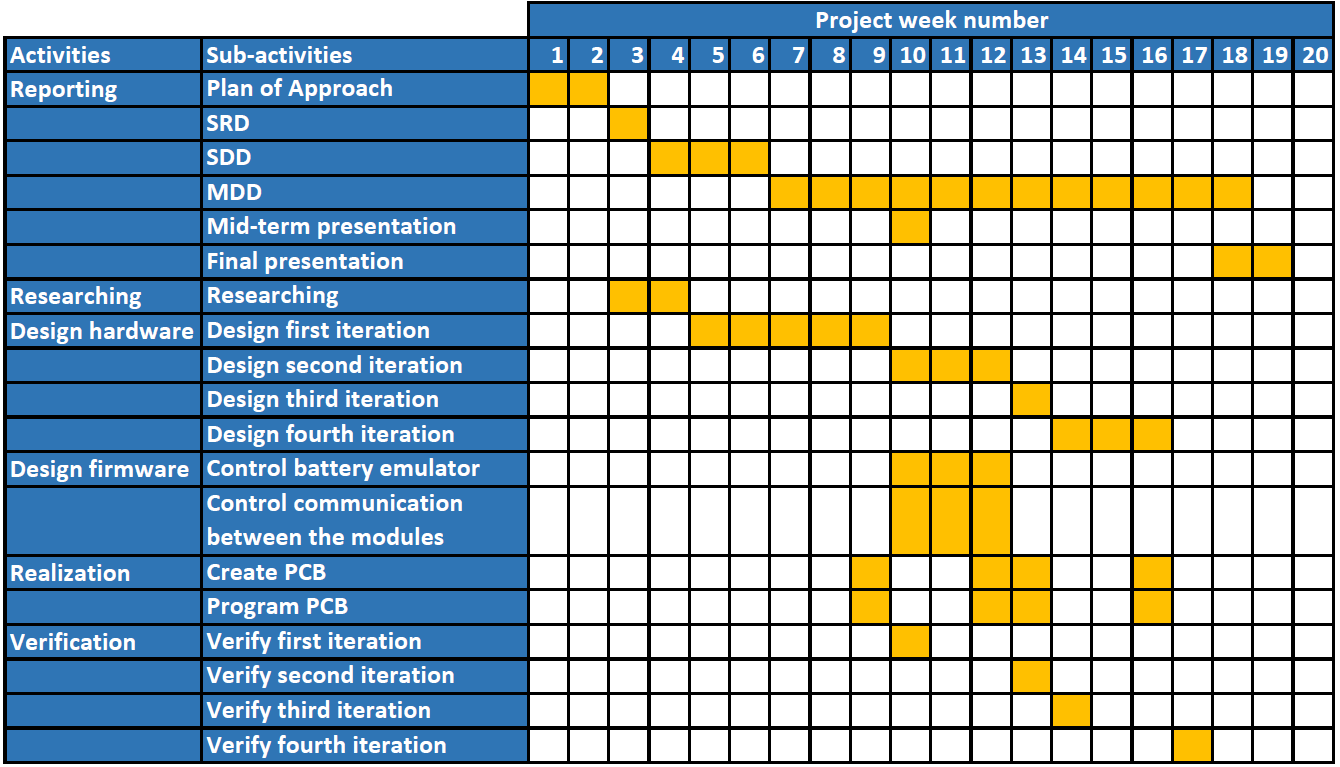 Project week number
Activities Sub-activities 1 2 3 4 5 6 7 8 9 10 11 12 13 14 15 16 17 18 19 20
Reporting Plan of Approach
SRD
SDD
MDD
Mid-term presentation
Final presentation
Researching Researching
Design hardware Design first iteration
Design second iteration
Design third iteration
Design fourth iteration
Design firmware Control battery emulator
Control communication
between the modules
Realization Create PCB
Program PCB
Verification Verify first iteration
Verify second iteration
Verify third iteration
Verify fourth iteration